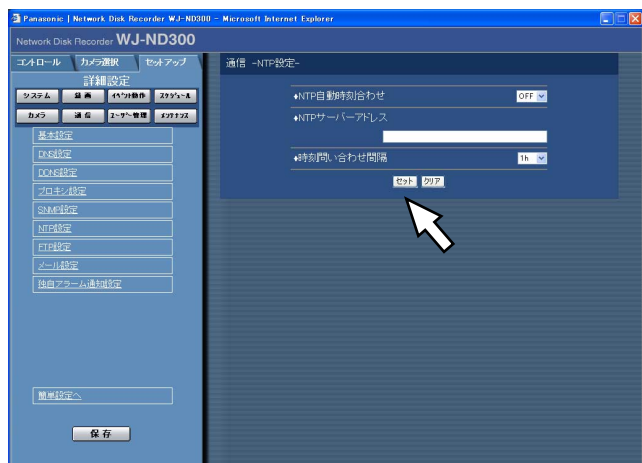 Panasonic | Network Disk Recorder WJ-ND300 - Microsoft Internet Explorer
Network Disk Recorder WJ-ND300
コントロール カメラ選択 セットアップ
詳細設定
システム 録画 イベント動作 スケジュール
カメラ 通信 ユーザー管理 メンテナンス
基本設定
DNS設定
DDNS設定
プロキシ設定
SNMP設定
NTP設定
FTP設定
メール設定
独自アラーム通知設定
簡単設定へ
保存
通信 -NTP設定-
♦NTP自動時刻合わせ OFF
♦NTPサーバーアドレス
♦時刻問い合わせ間隔 1h
セット クリア